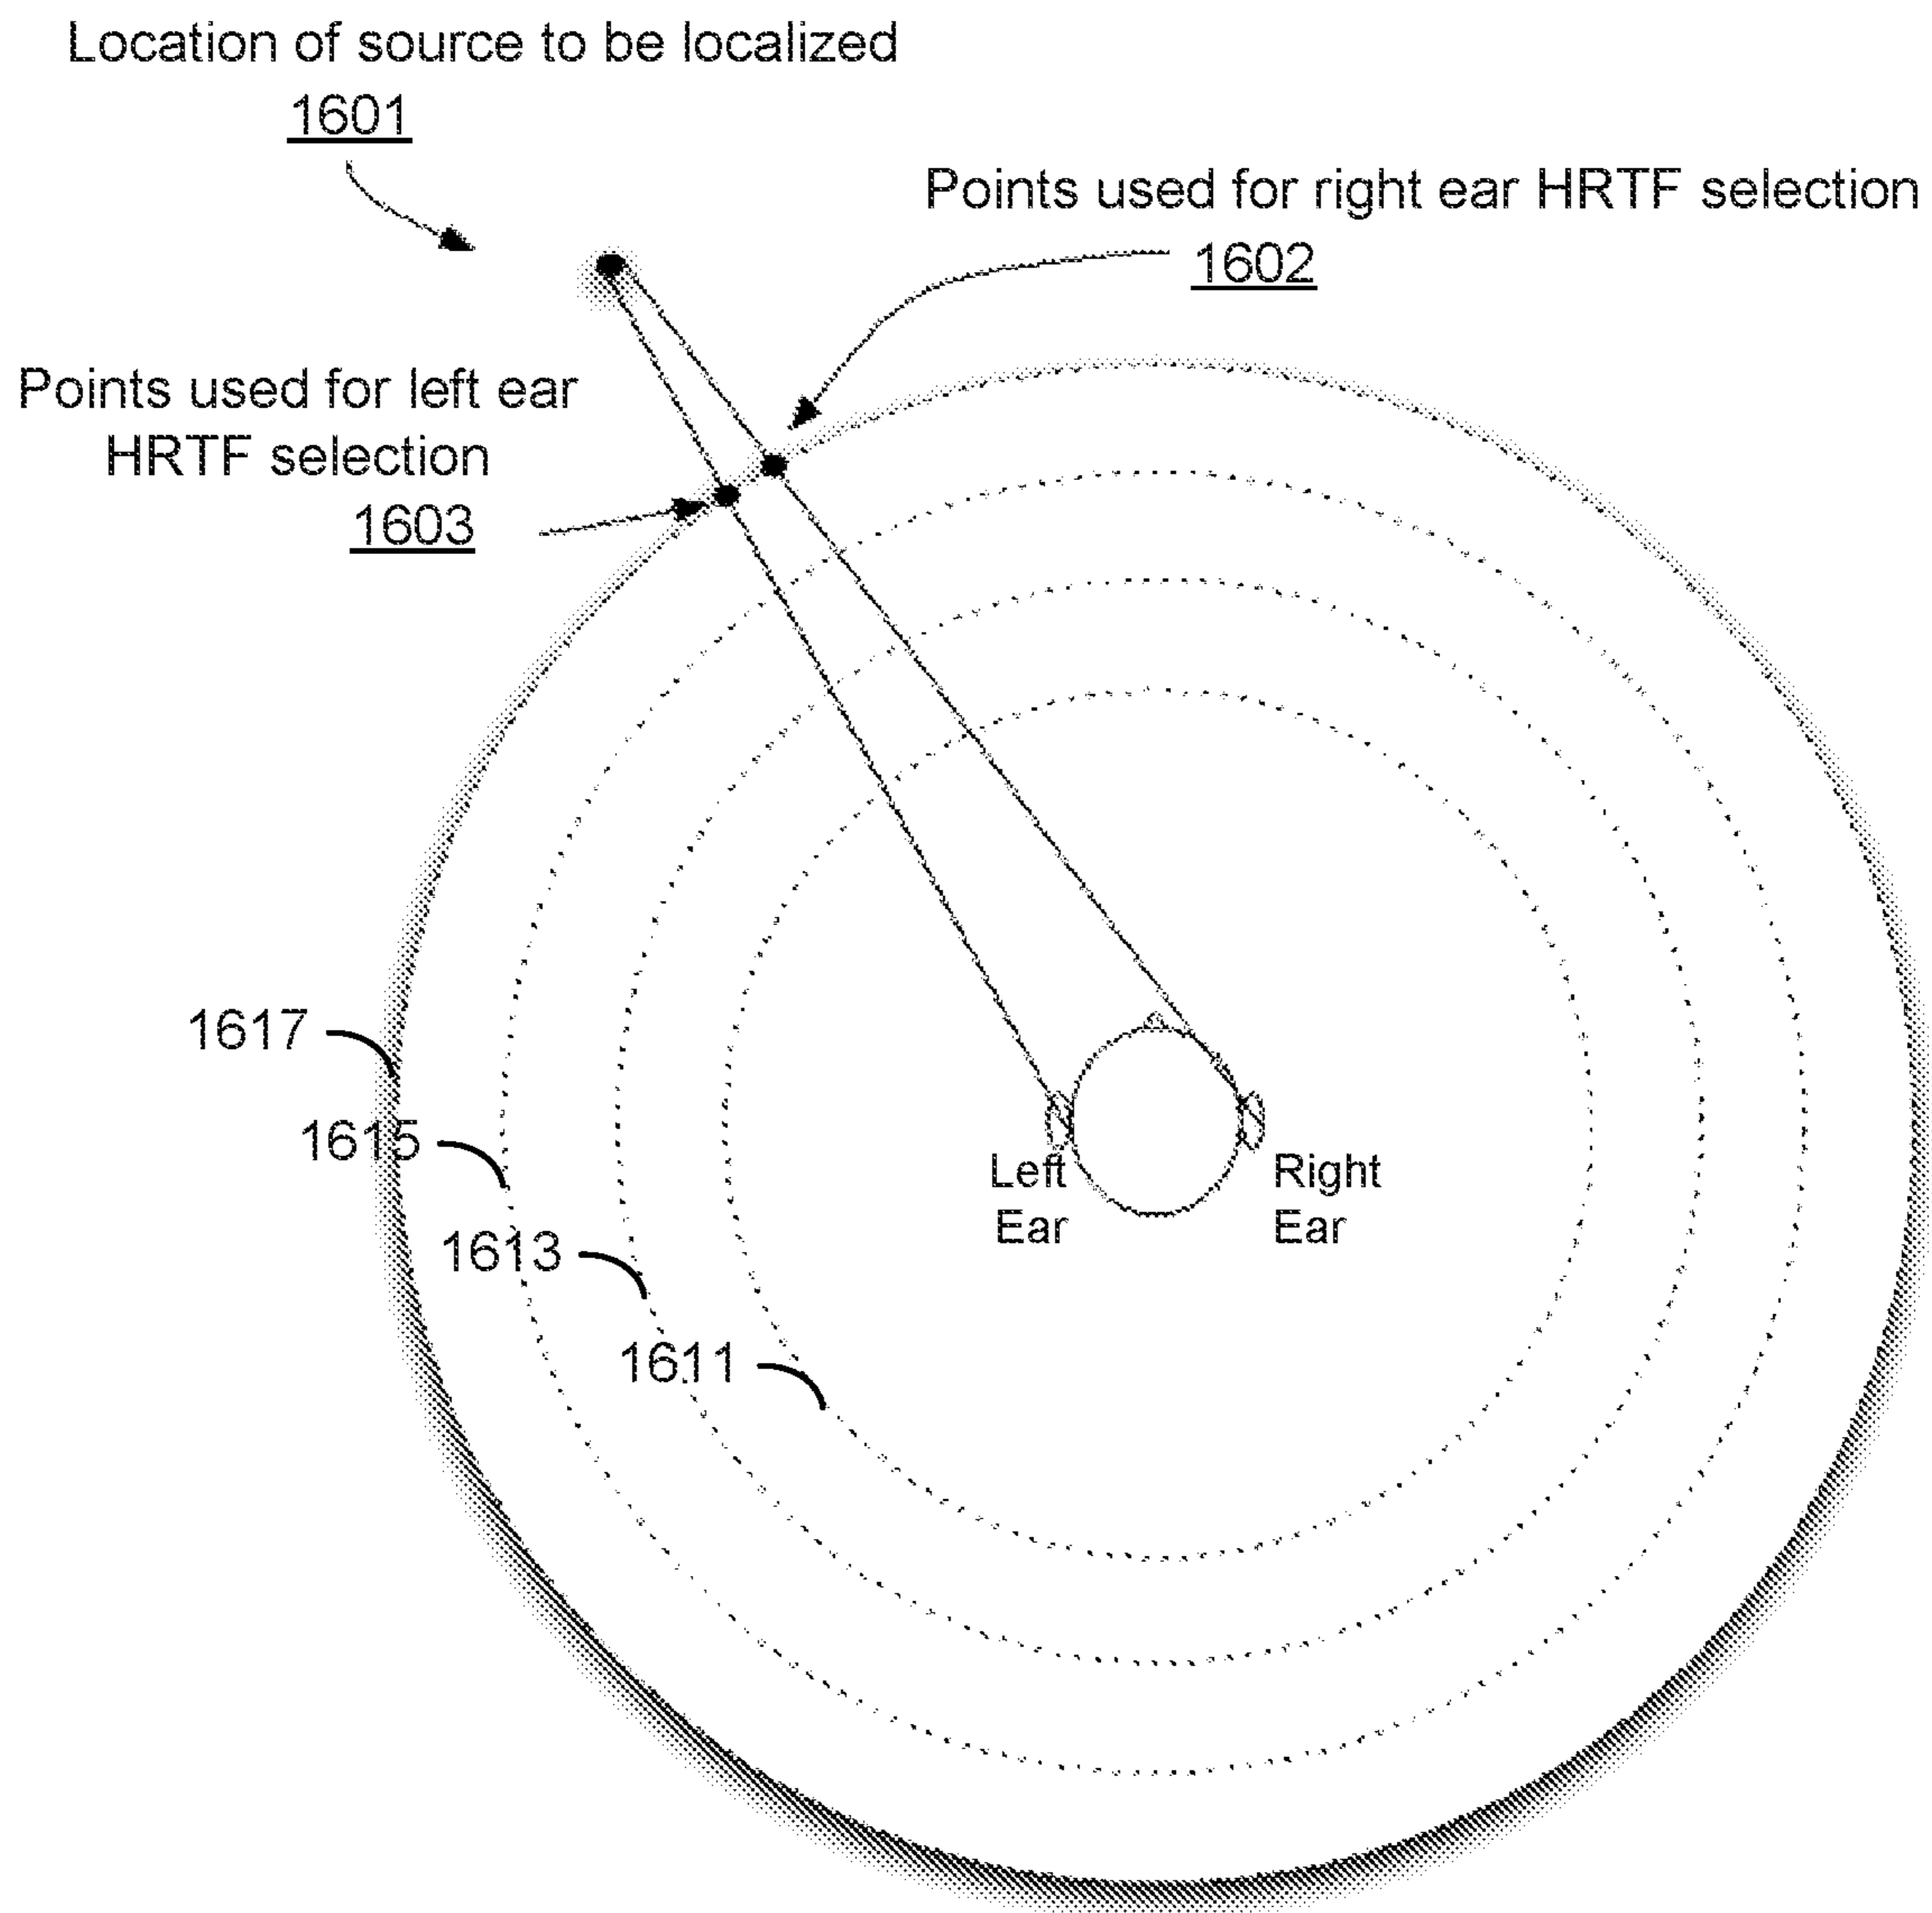 Location of source to be localized
1601
Points used for right ear HRTF selection
1602
Points used for left ear
HRTF selection
1603
1617
1615
1613
1611
Left
Ear
Right
Ear